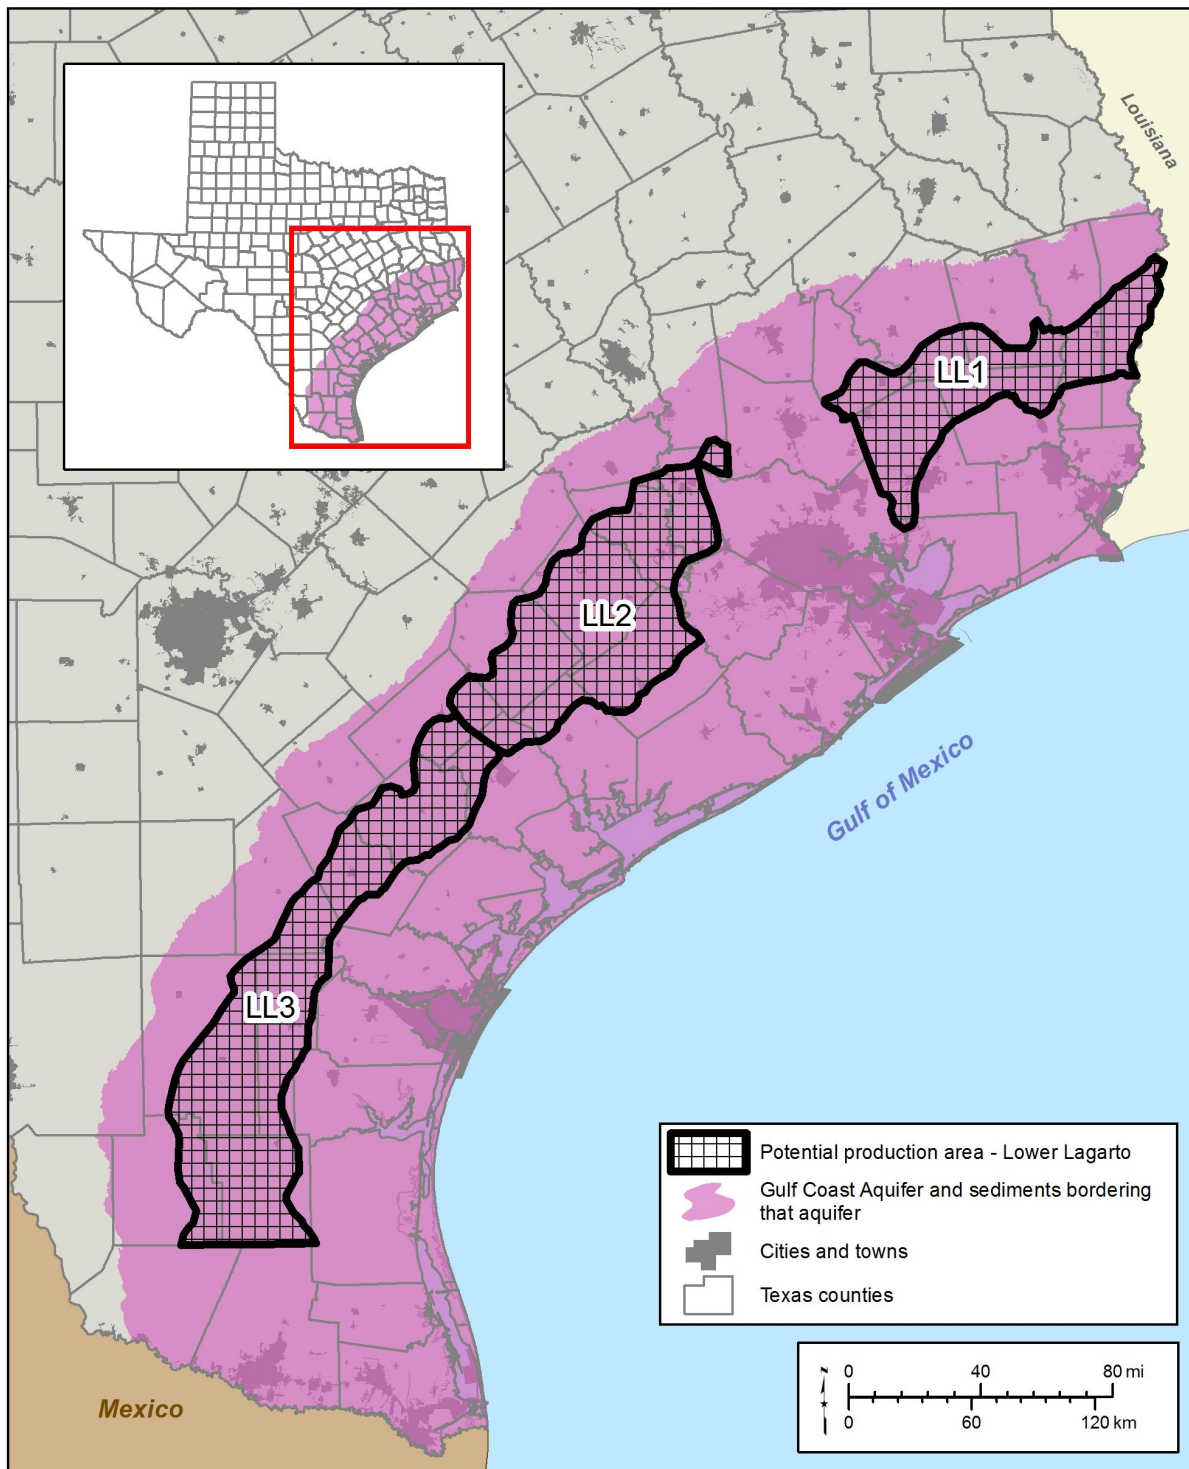 Louisiana
LL1
LL2
Gulf of Mexico
LL3
Potential production area - Lower Lagarto
Gulf Coast Aquifer and sediments bordering
that aquifer
Cities and towns
Texas counties
0 40 80 mi
0 60 120 km
N
Mexico